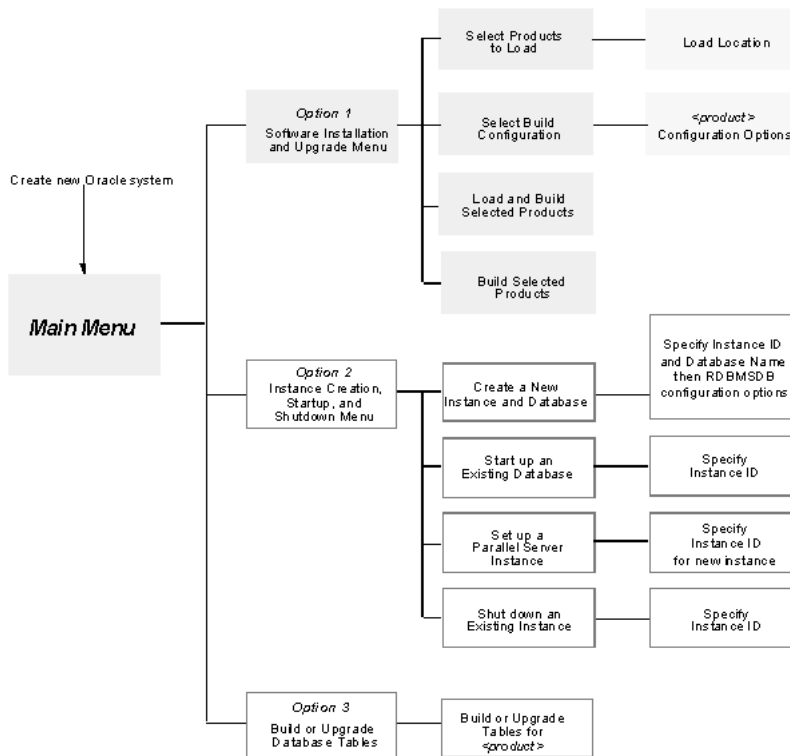 Create new Oracle system
Main Menu
Option 1
Software Installation
and Upgrade Menu
Select Products
to Load
Load Location
Select Build
Configuration
<product>
Configuration Options
Load and Build
Selected Products
Build Selected
Products
Option 2
Instance Creation,
Startup, and
Shutdown Menu
Create a New
Instance and Database
Specify Instance ID
and Database Name
then RDBMSDB
configuration options
Start up an
Existing Database
Specify
Instance ID
Set up a
Parallel Server
Instance
Specify
Instance ID
for new instance
Shut down an
Existing Instance
Specify
Instance ID
Option 3
Build or Upgrade
Database Tables
Build or Upgrade
Tables for
<product>